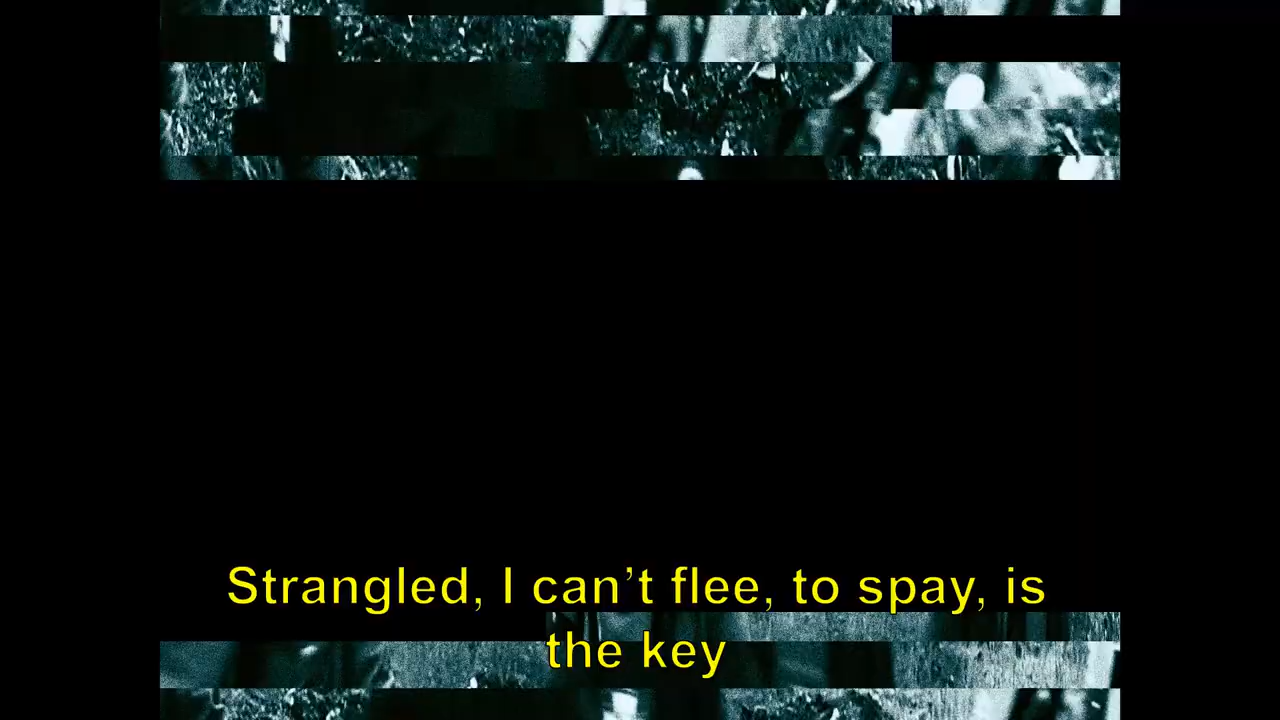 Strangled, I can’t flee, to spay, is
the key